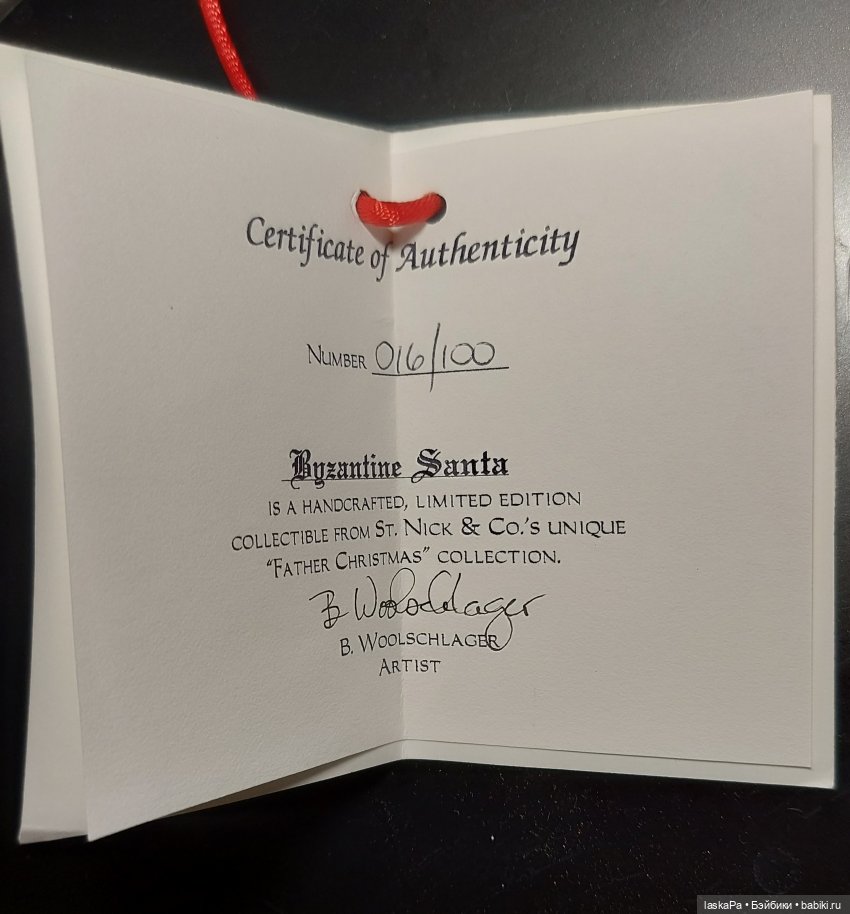 Certificate of Authenticity
Number 016/100
Byzantine Santa
is a handcrafted, limited edition
collectible from St. Nick & Co.'s unique
"Father Christmas" collection.
B Woolschlager
B. Woolschlager
Artist
laskaPa • Бэйбики • babiki.ru